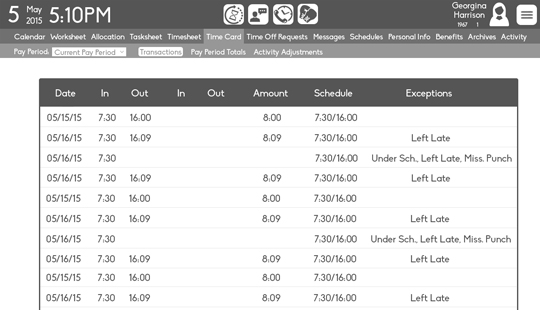 5 May 2015 5:10PM
Georgina Harrison
1967 1
Calendar Worksheet Allocation Tasksheet Timesheet Time Card Time Off Requests Messages Schedules Personal Info Benefits Archives Activity
Pay Period: Current Pay Period Transactions Pay Period Totals Activity Adjustments
Date In Out In Out Amount Schedule Exceptions
05/15/15 7:30 16:00 8:00 7:30/16:00
05/16/15 7:30 16:09 8:09 7:30/16:00 Left Late
05/16/15 7:30 7:30/16:00 Under Sch., Left Late, Miss. Punch
05/16/15 7:30 16:09 8:09 7:30/16:00 Left Late
05/15/15 7:30 16:00 8:00 7:30/16:00
05/16/15 7:30 16:09 8:09 7:30/16:00 Left Late
05/16/15 7:30 7:30/16:00 Under Sch., Left Late, Miss. Punch
05/16/15 7:30 16:09 8:09 7:30/16:00 Left Late
05/15/15 7:30 16:00 8:00 7:30/16:00
05/16/15 7:30 16:09 8:09 7:30/16:00 Left Late